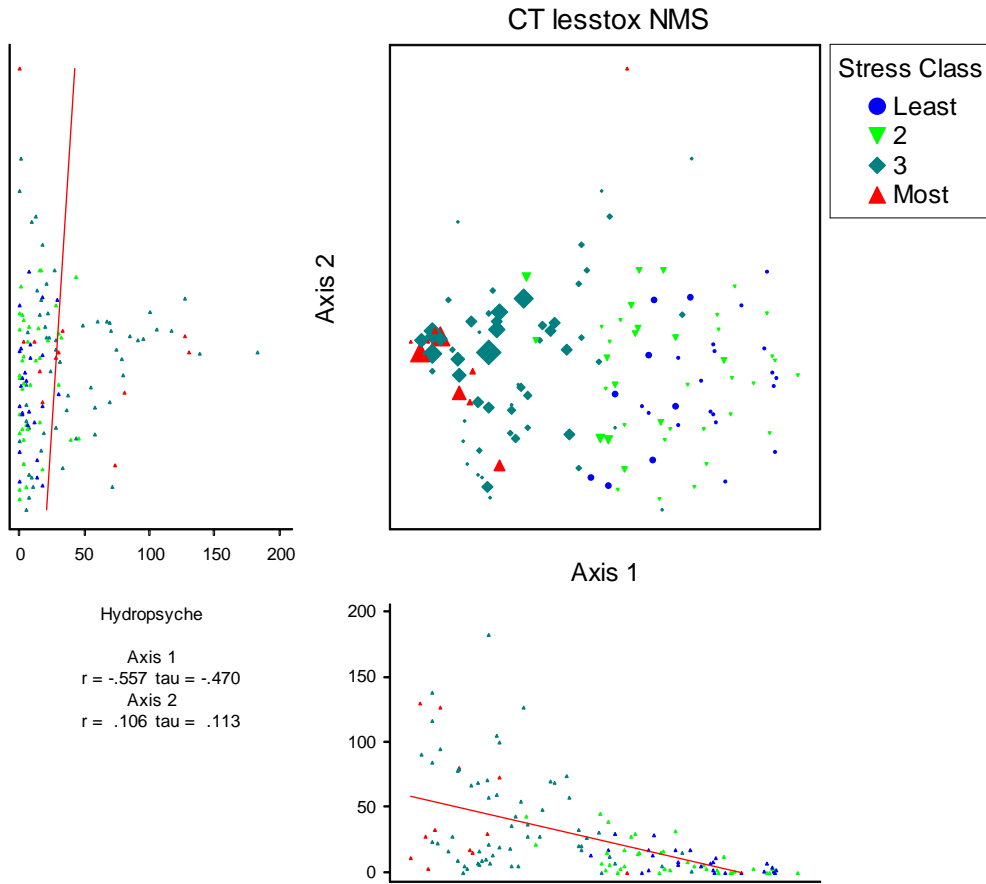 CT lesstox NMS
Stress Class
Least
2
3
Most
Axis 2
0 50 100 150 200
Axis 1
Hydropsyche
Axis 1
r = -.557 tau = -.470
Axis 2
r = .106 tau = .113
200
150
100
50
0